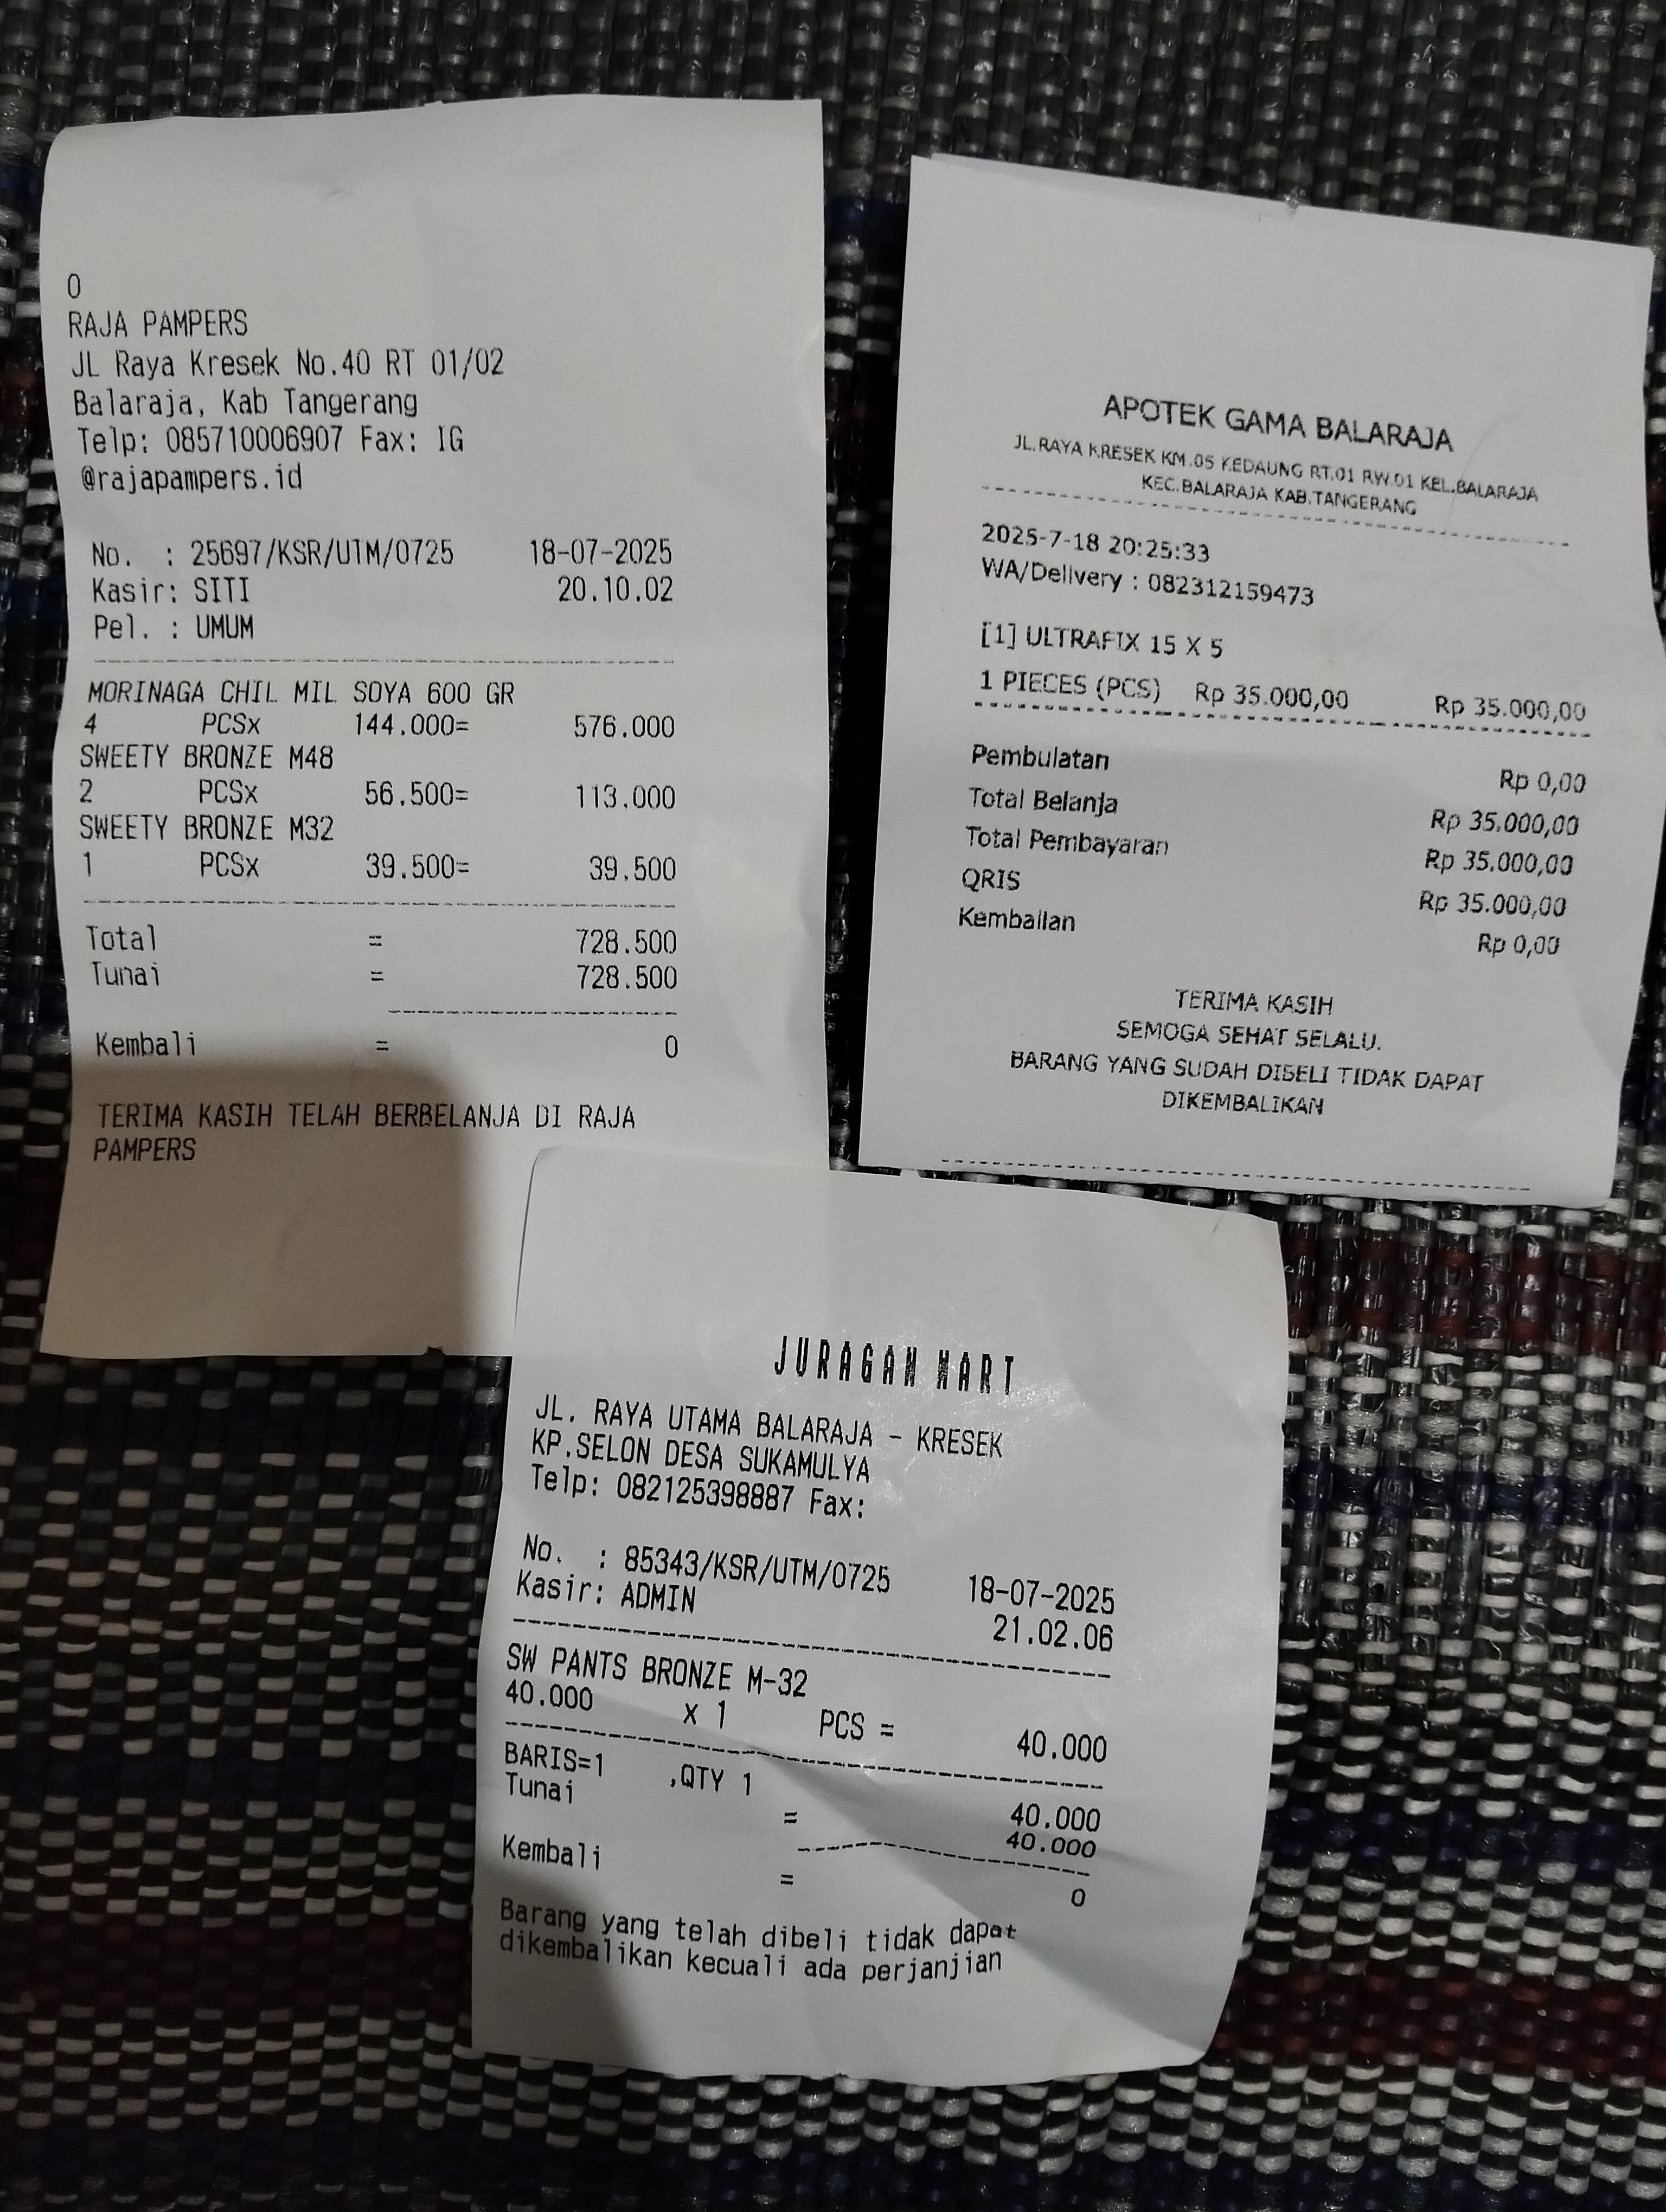 0
RAJA PAMPERS
JL Raya Kresek No.40 RT 01/02
Balaraja, Kab Tangerang
Telp: 085710006907 Fax: IG
@rajapampers.id
No. : 25697/KSR/UTM/0725 18-07-2025
Kasir: SITI 20.10.02
Pel. : UMUM
MORINAGA CHIL MIL SOYA 600 GR
4 PCSx 144.000= 576.000
SWEETY BRONZE M48
2 PCSx 56.500= 113.000
SWEETY BRONZE M32
1 PCSx 39.500= 39.500
Total = 728.500
Tunai = 728.500
Kembali = 0
TERIMA KASIH TELAH BERBELANJA DI RAJA
PAMPERS
APOTEK GAMA BALARAJA
JL.RAYA KRESEK KM.05 KEDAUNG RT.01 RW.01 KEL.BALARAJA
KEC.BALARAJA KAB.TANGERANG
2025-7-18 20:25:33
WA/Delivery : 082312159473
[1] ULTRAFIX 15 X 5
1 PIECES (PCS) Rp 35.000,00 Rp 35.000,00
Pembulatan Rp 0,00
Total Belanja Rp 35.000,00
Total Pembayaran Rp 35.000,00
QRIS Rp 35.000,00
Kembalian Rp 0,00
TERIMA KASIH
SEMOGA SEHAT SELALU.
BARANG YANG SUDAH DIBELI TIDAK DAPAT
DIKEMBALIKAN
JURAGAN MART
JL. RAYA UTAMA BALARAJA - KRESEK
KP.SELON DESA SUKAMULYA
Telp: 082125398887 Fax:
No. : 85343/KSR/UTM/0725 18-07-2025
Kasir: ADMIN 21.02.06
SW PANTS BRONZE M-32
40.000 x 1 PCS = 40.000
BARIS=1 ,QTY 1 40.000
Tunai = 40.000
Kembali = 0
Barang yang telah dibeli tidak dapat
dikembalikan kecuali ada perjanjian